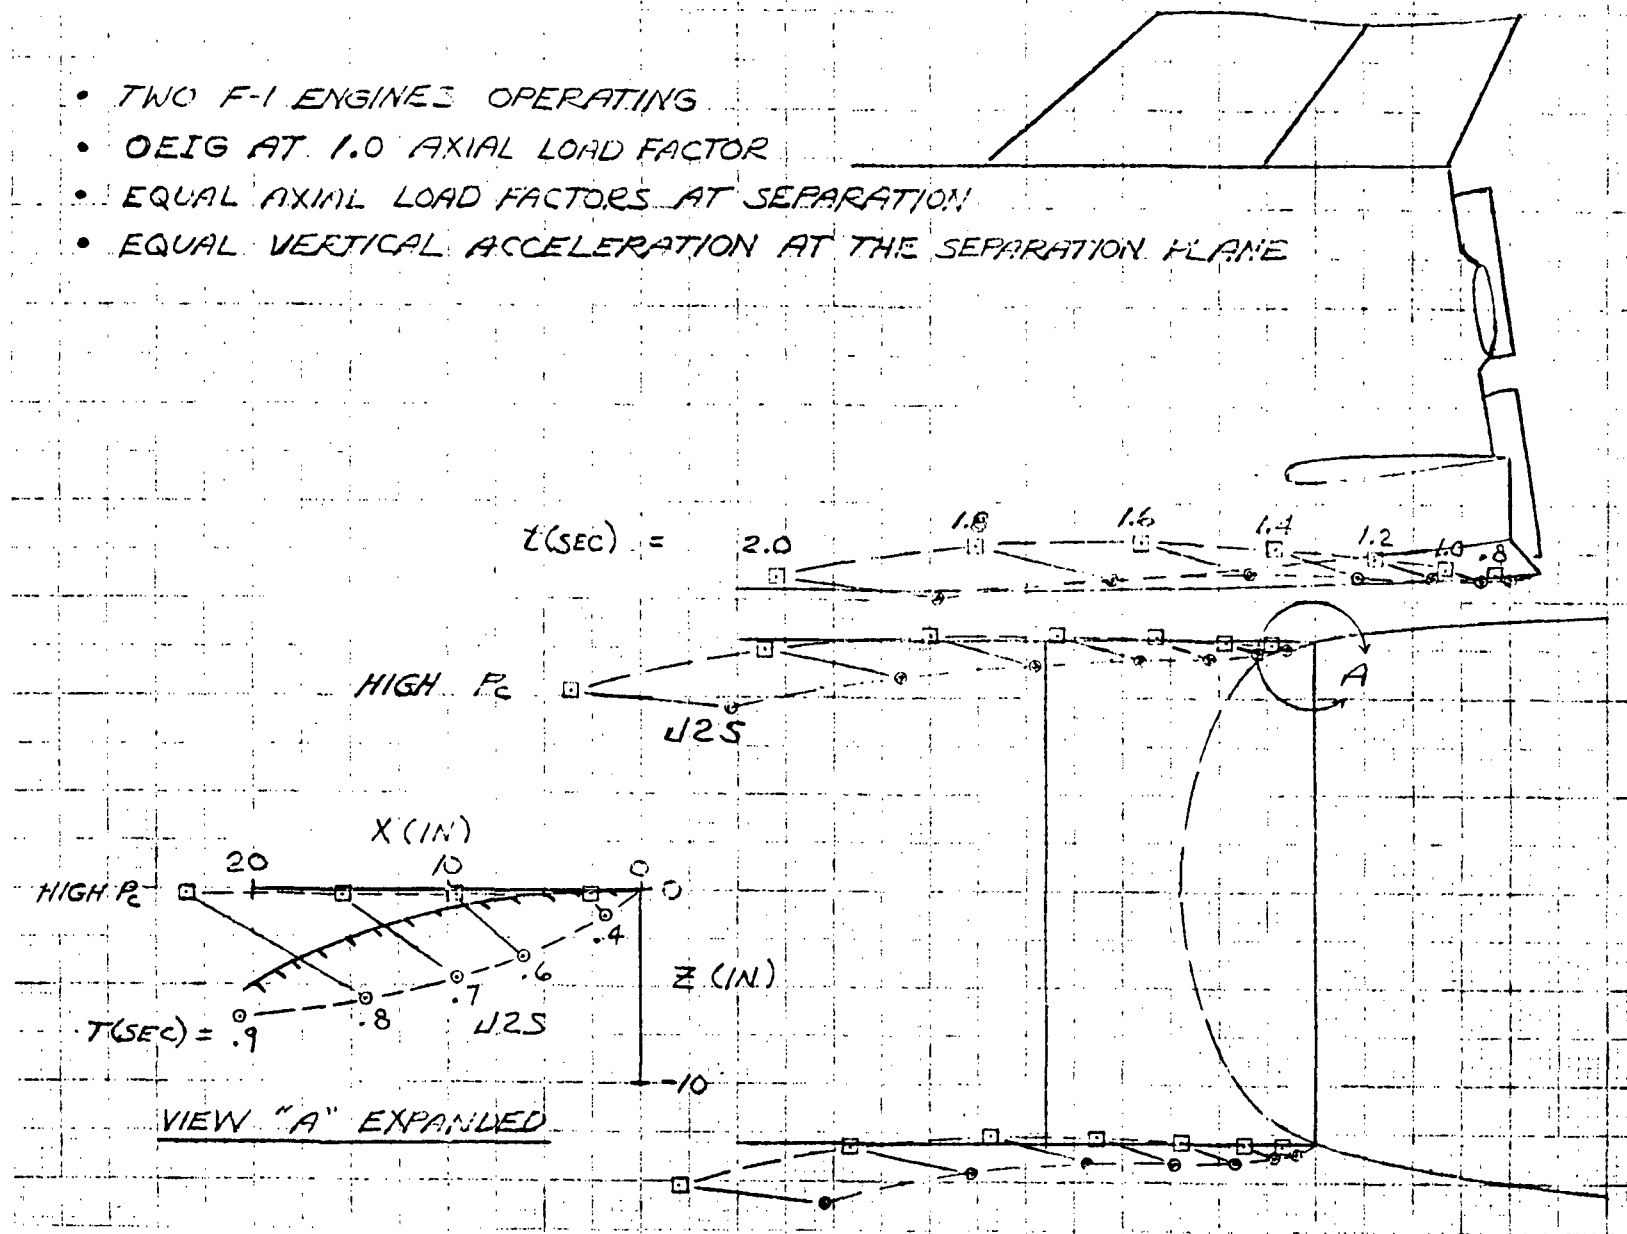 • TWO F-1 ENGINES OPERATING
• OEIG AT 1.0 AXIAL LOAD FACTOR
• EQUAL AXIAL LOAD FACTORS AT SEPARATION
• EQUAL VERTICAL ACCELERATION AT THE SEPARATION PLANE
t(SEC) = 2.0 1.8 1.6 1.4 1.2 1.0 .8
HIGH Pc
J2S
A
X (IN)
20 10 0
HIGH Pc
0
.4
.6
.7
.8
.9
T(SEC) =
J2S
Z (IN)
-10
VIEW "A" EXPANDED